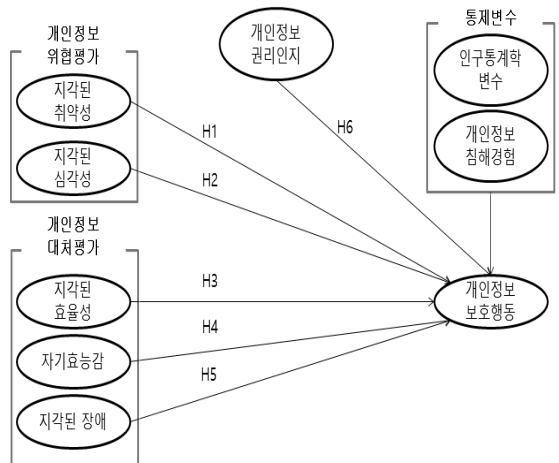 개인정보
위협평가
지각된
취약성
지각된
심각성
개인정보
대처평가
지각된
효율성
자기효능감
지각된 장애
개인정보
권리인지
통제변수
인구통계학
변수
개인정보
침해경험
H1
H2
H3
H4
H5
H6
개인정보
보호행동